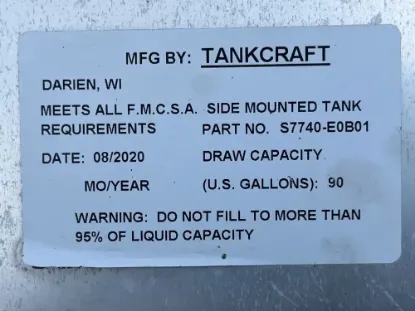 MFG BY: TANKCRAFT
DARIEN, WI
MEETS ALL F.M.C.S.A. SIDE MOUNTED TANK
REQUIREMENTS PART NO. S7740-E0B01
DATE: 08/2020 DRAW CAPACITY
MO/YEAR (U.S. GALLONS): 90
WARNING: DO NOT FILL TO MORE THAN
95% OF LIQUID CAPACITY